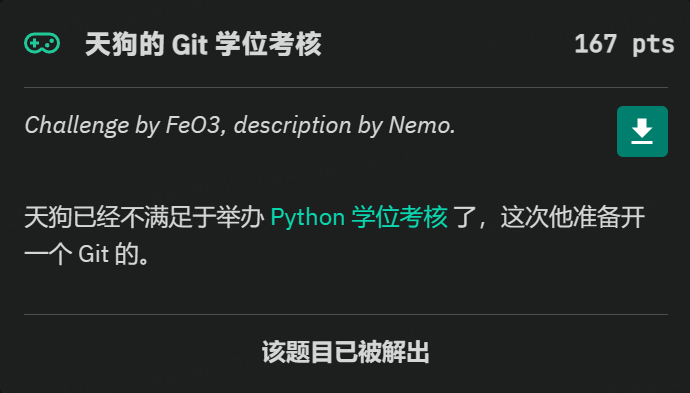 天狗的 Git 学位考核
167 pts
Challenge by FeO3, description by Nemo.
天狗已经不满足于举办 Python 学位考核 了，这次他准备开
一个 Git 的。
该题目已被解出